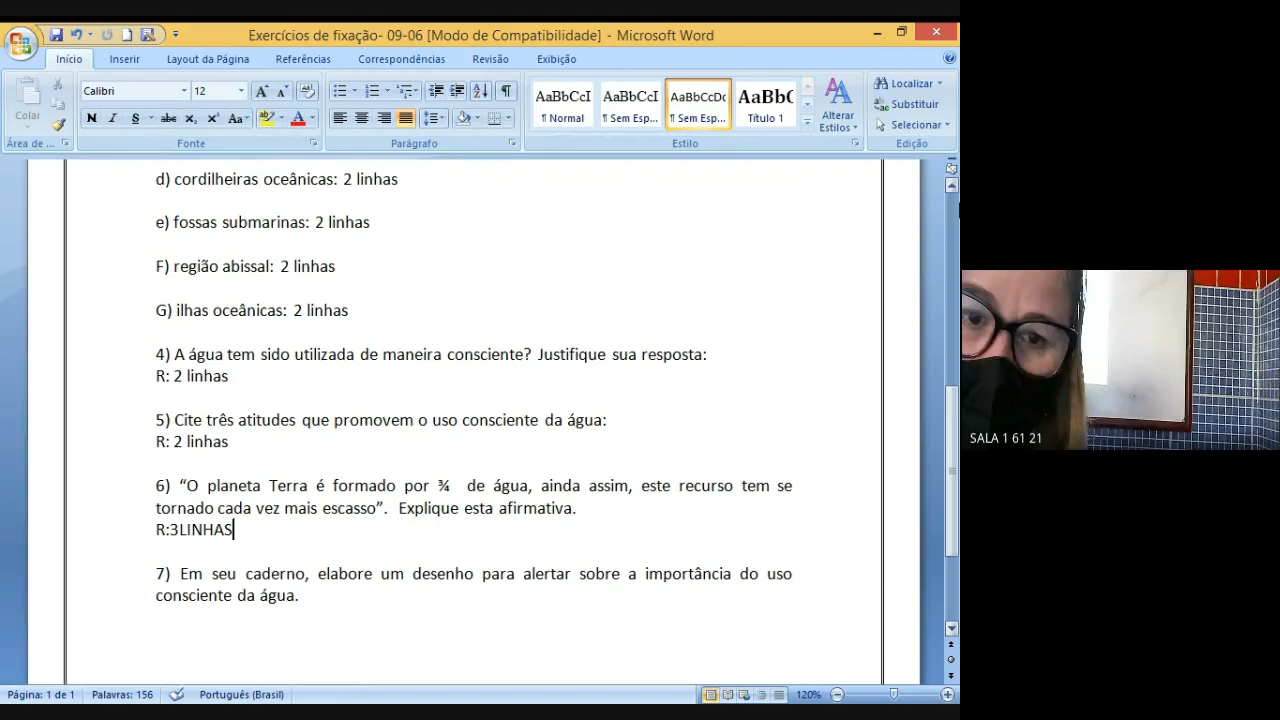 Exercícios de fixação- 09-06 [Modo de Compatibilidade] - Microsoft Word
Início
Inserir
Layout da Página
Referências
Correspondências
Revisão
Exibição
Colar
Área de...
Calibri
12
N I S abc x₂ x² Aa
Fonte
Parágrafo
AaBbCcI
¶ Normal
AaBbCcI
¶ Sem Esp...
AaBbCcDc
¶ Sem Esp...
AaBbC
Título 1
Alterar
Estilos
Estilo
Localizar
Substituir
Selecionar
Edição
d) cordilheiras oceânicas: 2 linhas
e) fossas submarinas: 2 linhas
F) região abissal: 2 linhas
G) ilhas oceânicas: 2 linhas
4) A água tem sido utilizada de maneira consciente? Justifique sua resposta:
R: 2 linhas
5) Cite três atitudes que promovem o uso consciente da água:
R: 2 linhas
6) “O planeta Terra é formado por ¾ de água, ainda assim, este recurso tem se
tornado cada vez mais escasso”. Explique esta afirmativa.
R:3LINHAS
7) Em seu caderno, elabore um desenho para alertar sobre a importância do uso
consciente da água.
SALA 1 61 21
Página: 1 de 1
Palavras: 156
Português (Brasil)
120%